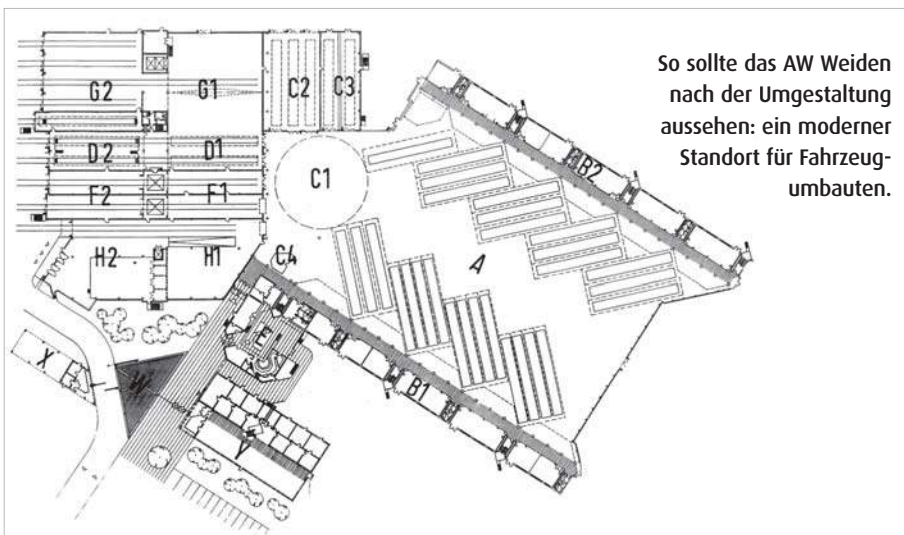 So sollte das AW Weiden
nach der Umgestaltung
aussehen: ein moderner
Standort für Fahrzeug-
umbauten.
G2
G1
C2
C3
D2
D1
F2
F1
C1
H2
H1
C4
A
B2
B1
E
X
W